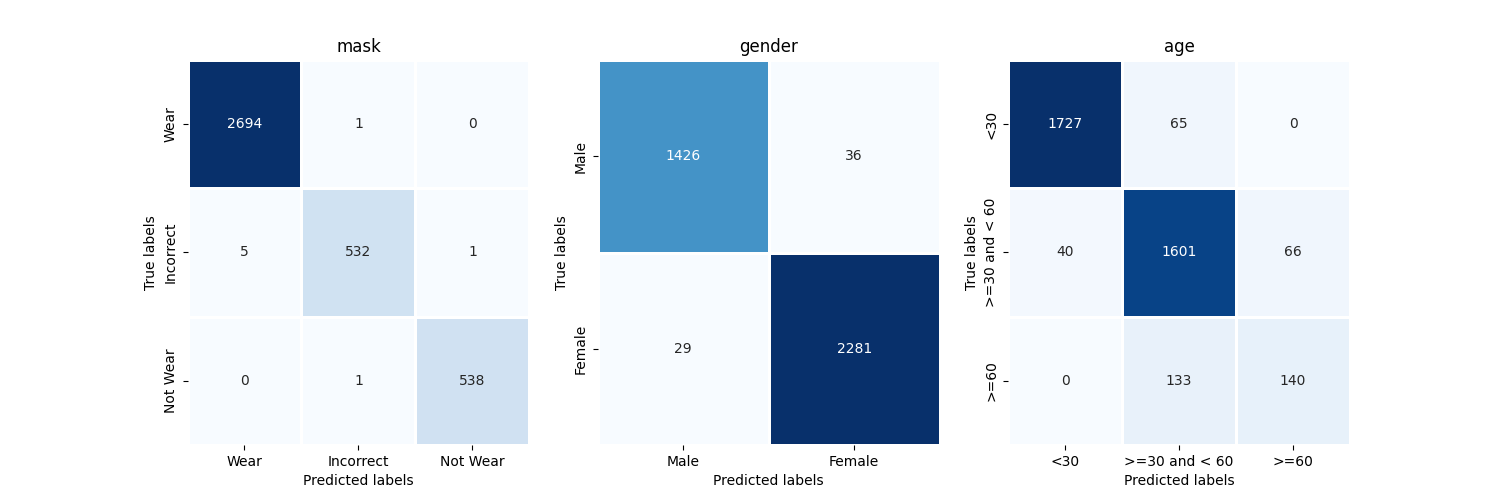 mask
True labels
Wear
Incorrect
Not Wear
2694 1 0
5 532 1
0 1 538
Wear Incorrect Not Wear
Predicted labels
gender
True labels
Male
Female
1426 36
29 2281
Male Female
Predicted labels
age
True labels
<30
>=30 and < 60
>=60
1727 65 0
40 1601 66
0 133 140
<30 >=30 and < 60 >=60
Predicted labels